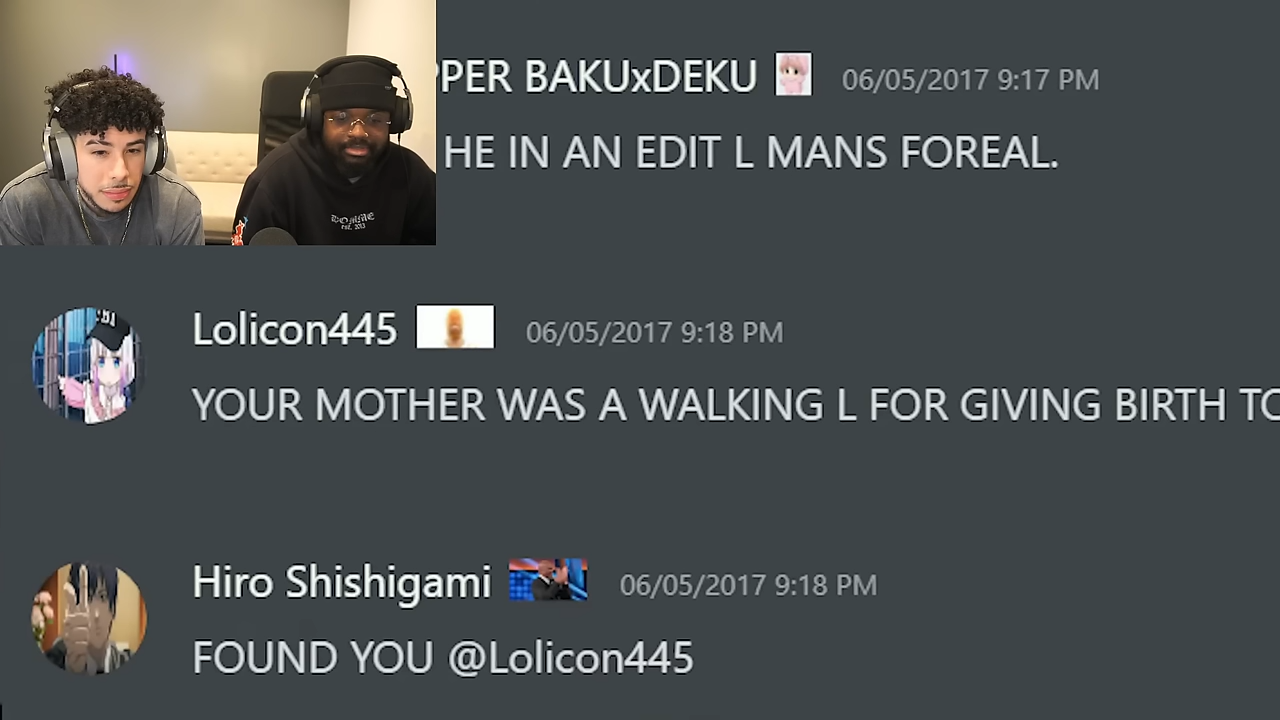 PPER BAKUxDEKU 06/05/2017 9:17 PM
HE IN AN EDIT L MANS FOREAL.
Lolicon445 06/05/2017 9:18 PM
YOUR MOTHER WAS A WALKING L FOR GIVING BIRTH TO
Hiro Shishigami 06/05/2017 9:18 PM
FOUND YOU @Lolicon445